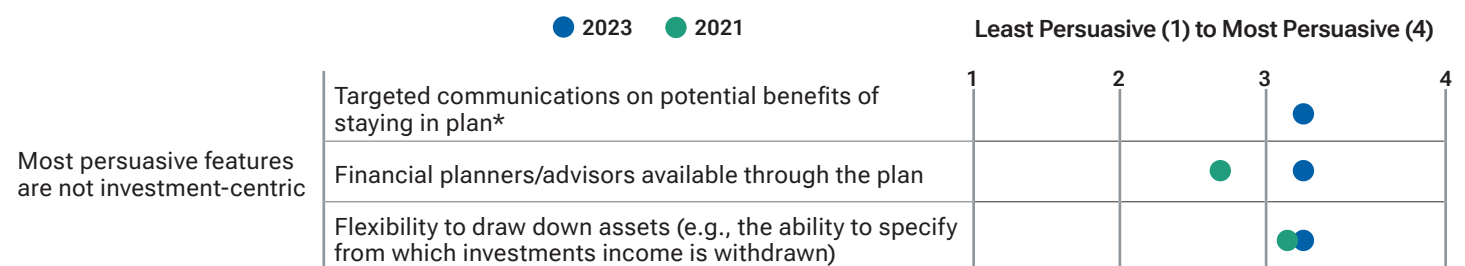 2023 2021 Least Persuasive (1) to Most Persuasive (4)
1 2 3 4
Targeted communications on potential benefits of
staying in plan*
Most persuasive features
are not investment-centric
Financial planners/advisors available through the plan
Flexibility to draw down assets (e.g., the ability to specify
from which investments income is withdrawn)